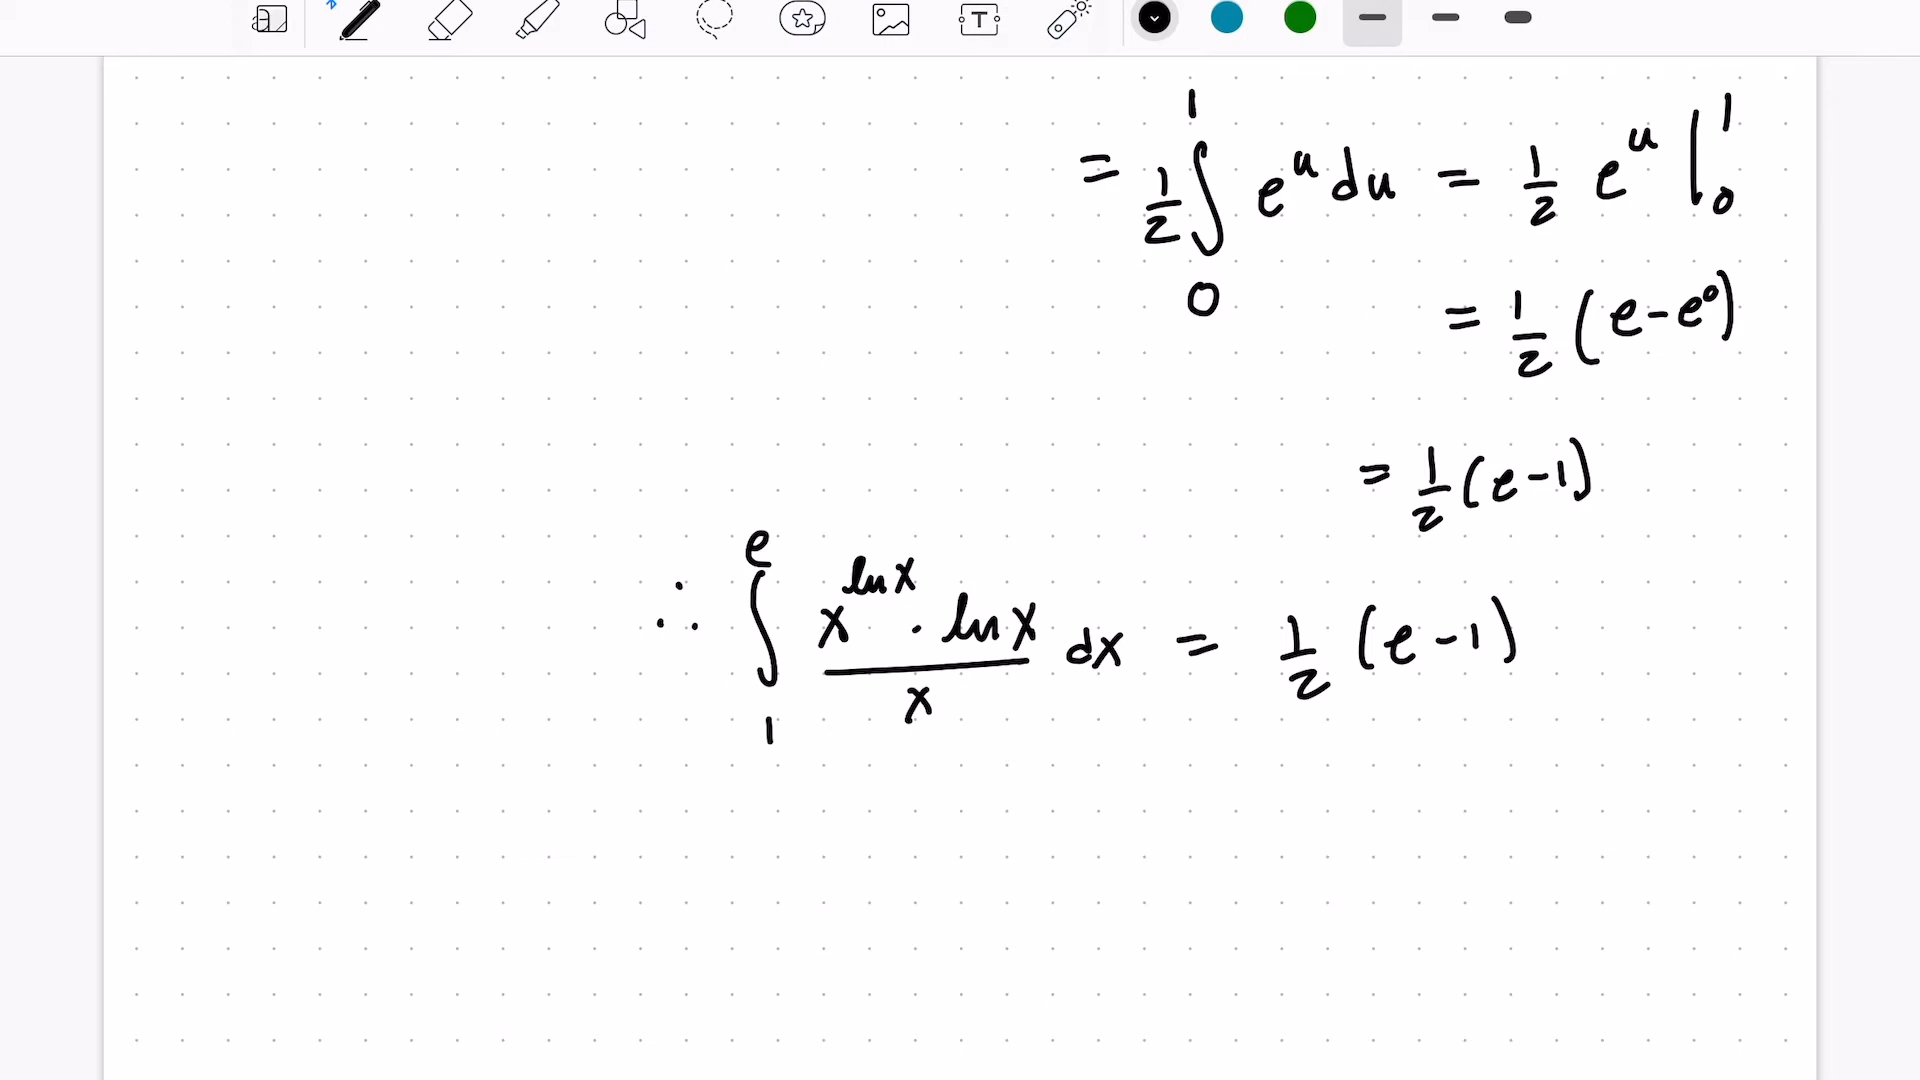 = 1/2 ∫₀¹ eᵘ du = 1/2 eᵘ |₀¹
= 1/2 (e - e⁰)
= 1/2 (e - 1)
∴ ∫₁ᵉ (x^(ln x) · ln x)/x dx = 1/2 (e - 1)